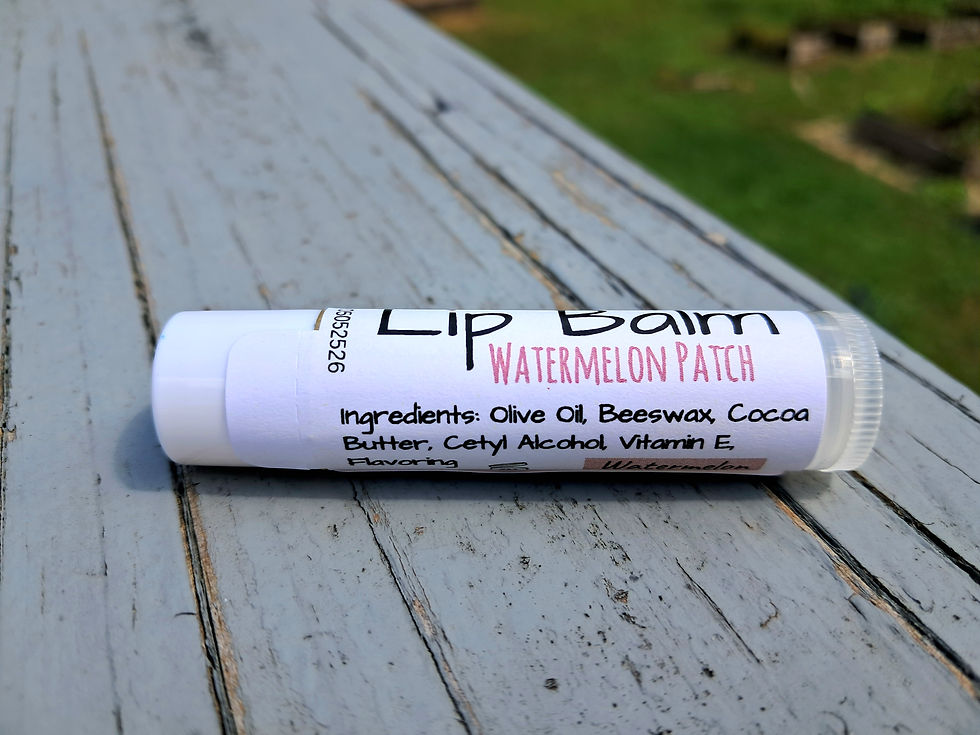 Lip Balm
WATERMELON PATCH
Ingredients: Olive Oil, Beeswax, Cocoa
Butter, Cetyl Alcohol, Vitamin E,
Flavoring
Watermelon